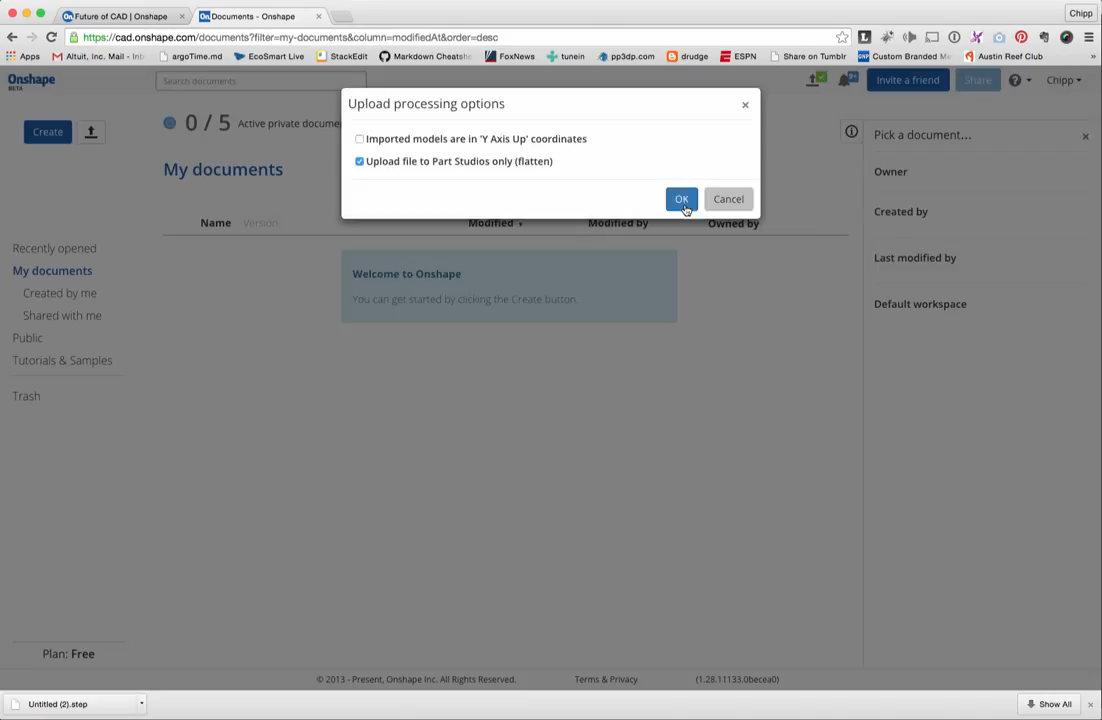 Future of CAD | Onshape
Documents - Onshape
Chipp
https://cad.onshape.com/documents?filter=my-documents&column=modifiedAt&order=desc
Apps
Altuit, Inc. Mail - Inb
argoTime.md
EcoSmart Live
StackEdit
Markdown Cheatshe
FoxNews
tunein
pp3dp.com
drudge
ESPN
Share on Tumblr
Custom Branded Me
Austin Reef Club
»
Onshape
BETA
Search documents
Invite a friend
Share
Chipp
Upload processing options
×
Imported models are in 'Y Axis Up' coordinates
Upload file to Part Studios only (flatten)
OK
Cancel
Create
0 / 5 Active private docume
Pick a document...
×
My documents
Owner
Created by
Last modified by
Default workspace
Name
Version
Modified
Modified by
Owned by
Recently opened
My documents
Created by me
Shared with me
Public
Tutorials & Samples
Trash
Welcome to Onshape
You can get started by clicking the Create button.
Plan: Free
© 2013 - Present, Onshape Inc. All Rights Reserved.
Terms & Privacy
(1.28.11133.0becea0)
Untitled (2).step
Show All